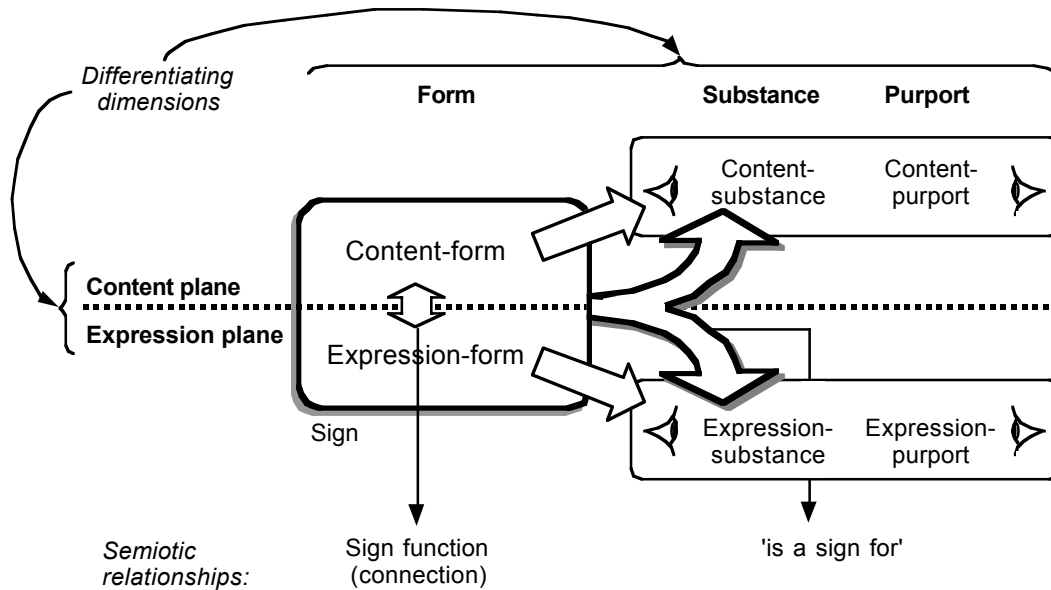 Differentiating
dimensions
Form
Substance
Purport
Content-
substance
Content-
purport
Content-form
Content plane
Expression plane
Expression-form
Sign
Expression-
substance
Expression-
purport
Semiotic
relationships:
Sign function
(connection)
'is a sign for'